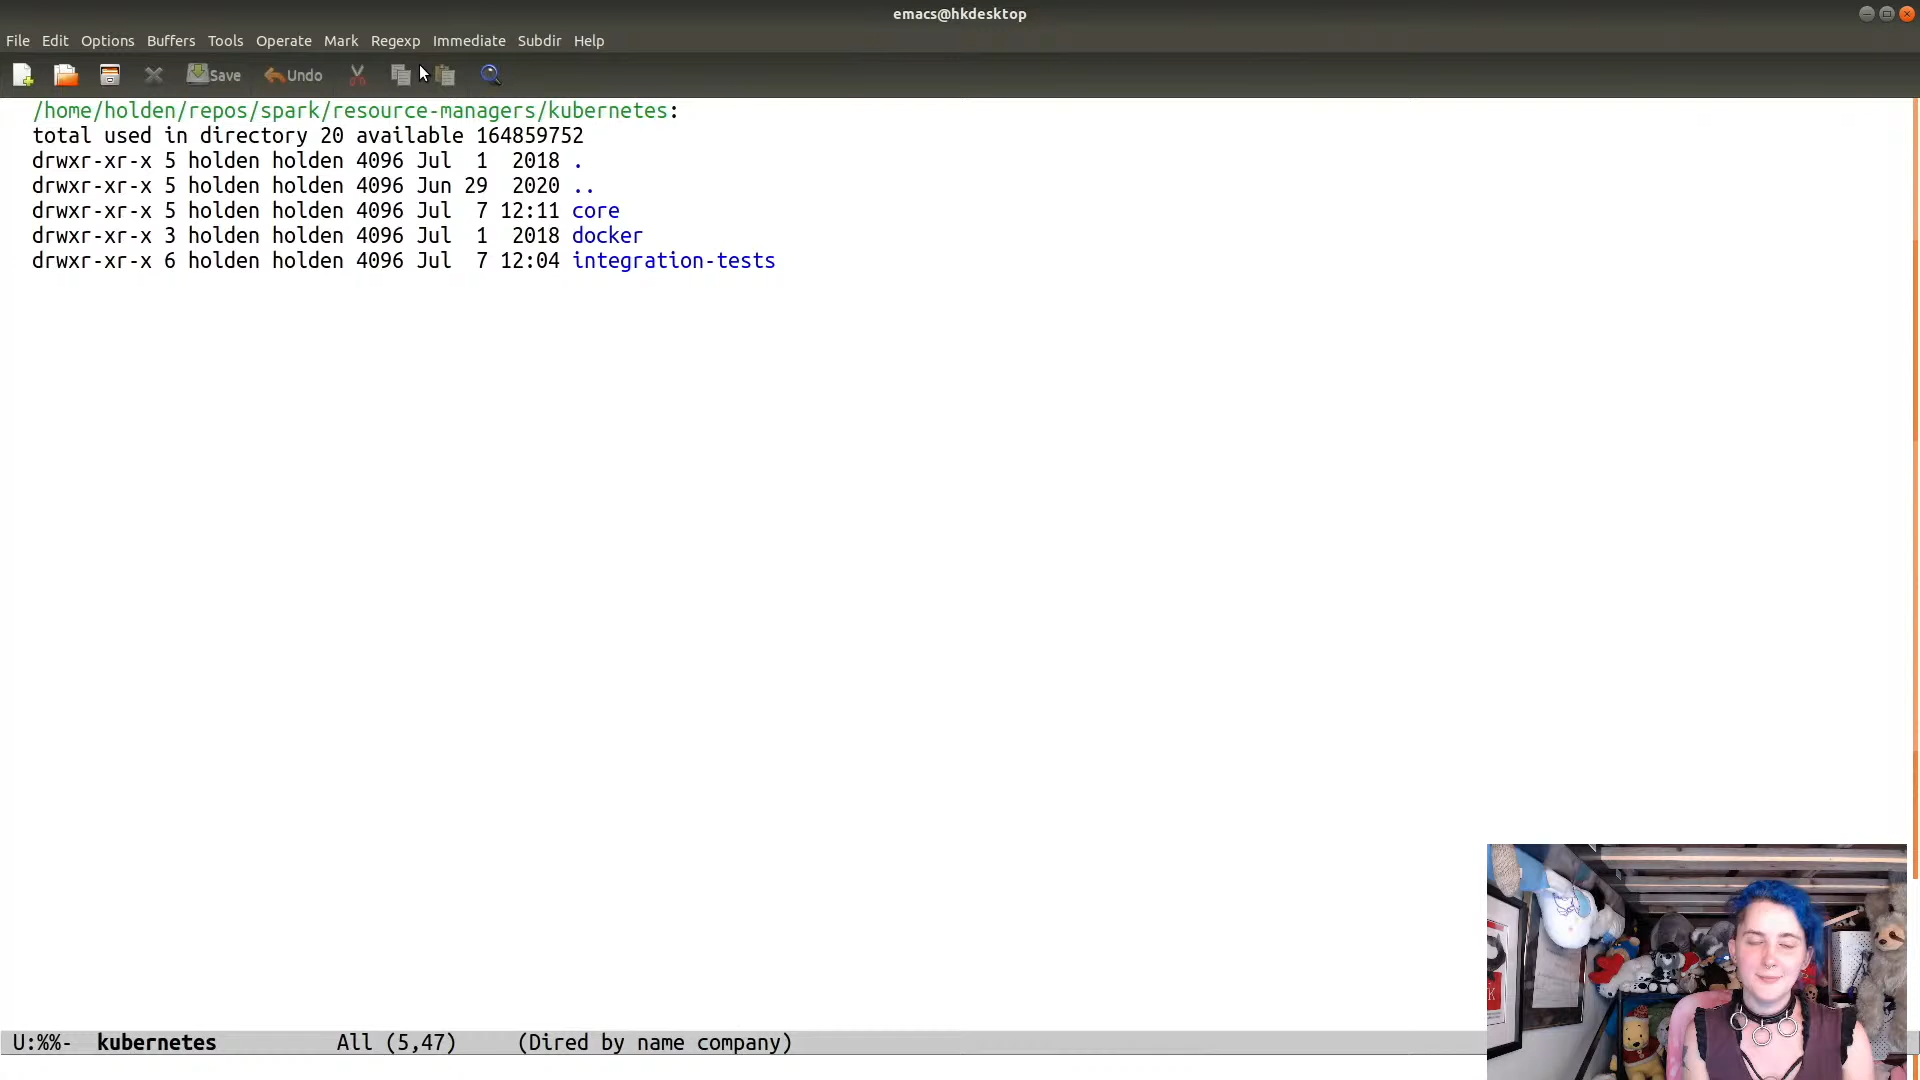 emacs@hkdesktop
File Edit Options Buffers Tools Operate Mark Regexp Immediate Subdir Help
Save Undo
/home/holden/repos/spark/resource-managers/kubernetes:
total used in directory 20 available 164859752
drwxr-xr-x 5 holden holden 4096 Jul  1  2018 .
drwxr-xr-x 5 holden holden 4096 Jun 29  2020 ..
drwxr-xr-x 5 holden holden 4096 Jul  7 12:11 core
drwxr-xr-x 3 holden holden 4096 Jul  1  2018 docker
drwxr-xr-x 6 holden holden 4096 Jul  7 12:04 integration-tests
U:%%-  kubernetes          All (5,47)     (Dired by name company)